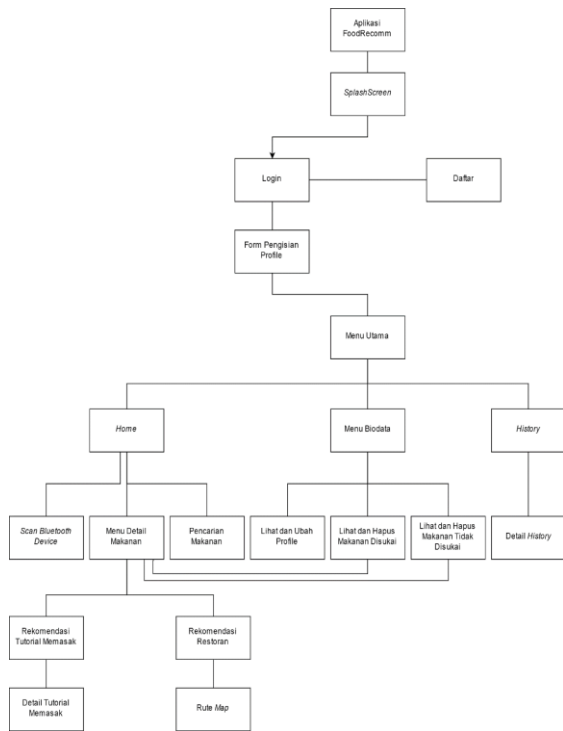 Aplikasi
FoodRecomm
SplashScreen
Login
Daftar
Form Pengisian
Profile
Menu Utama
Home
Menu Biodata
History
Scan Bluetooth
Device
Menu Detail
Makanan
Pencarian
Makanan
Lihat dan Ubah
Profile
Lihat dan Hapus
Makanan Disukai
Lihat dan Hapus
Makanan Tidak
Disukai
Detail History
Rekomendasi
Tutorial Memasak
Rekomendasi
Restoran
Detail Tutorial
Memasak
Rute Map